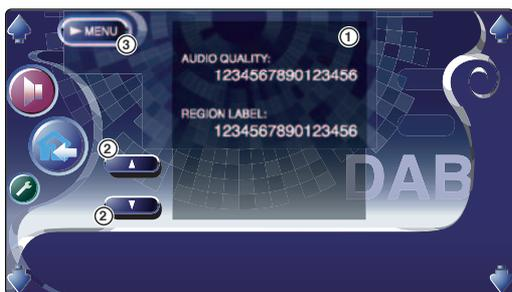 ► MENU
③
①
AUDIO QUALITY:
1234567890123456
REGION LABEL:
1234567890123456
②
▲
DAB
▼
②